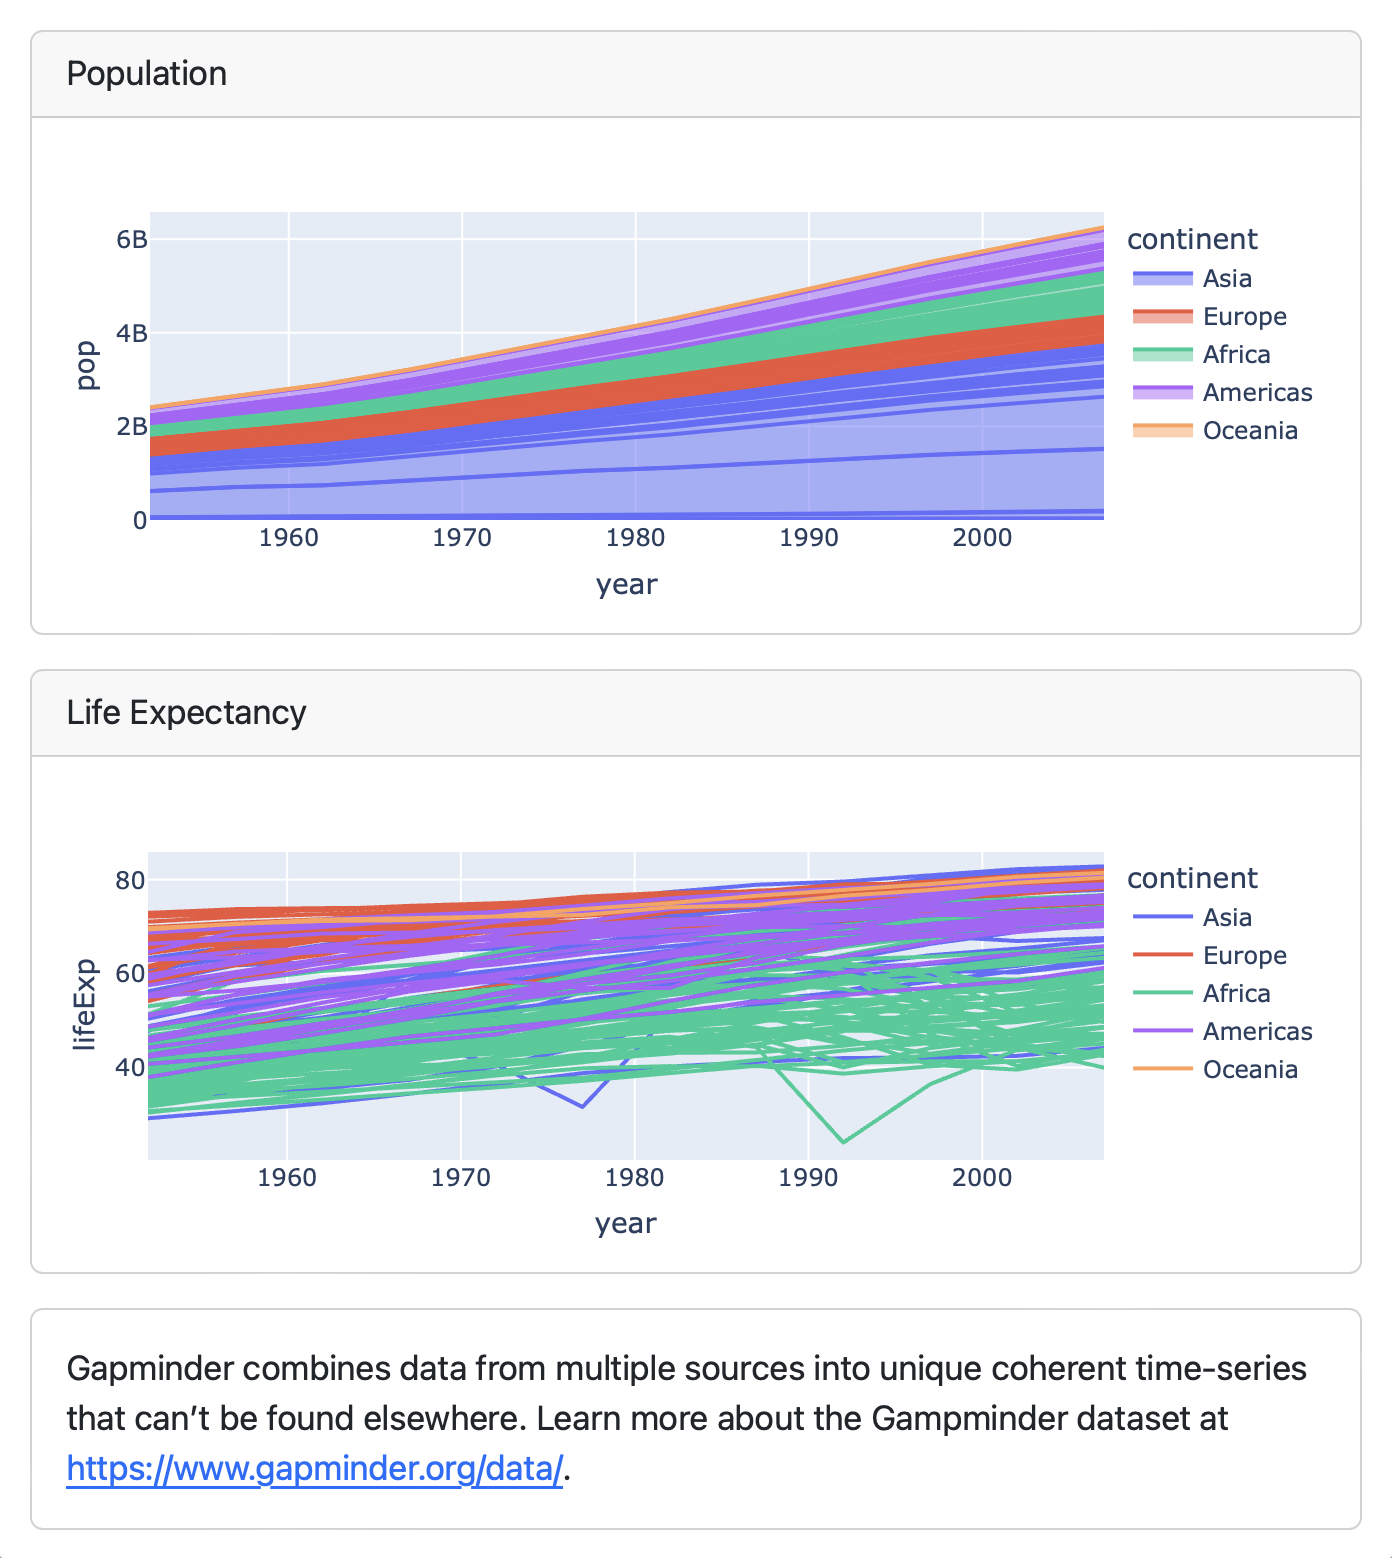 Population
6B
4B
2B
0
pop
1960 1970 1980 1990 2000
year
continent
Asia
Europe
Africa
Americas
Oceania
Life Expectancy
80
60
40
lifeExp
1960 1970 1980 1990 2000
year
continent
Asia
Europe
Africa
Americas
Oceania
Gapminder combines data from multiple sources into unique coherent time-series
that can’t be found elsewhere. Learn more about the Gampminder dataset at
https://www.gapminder.org/data/.